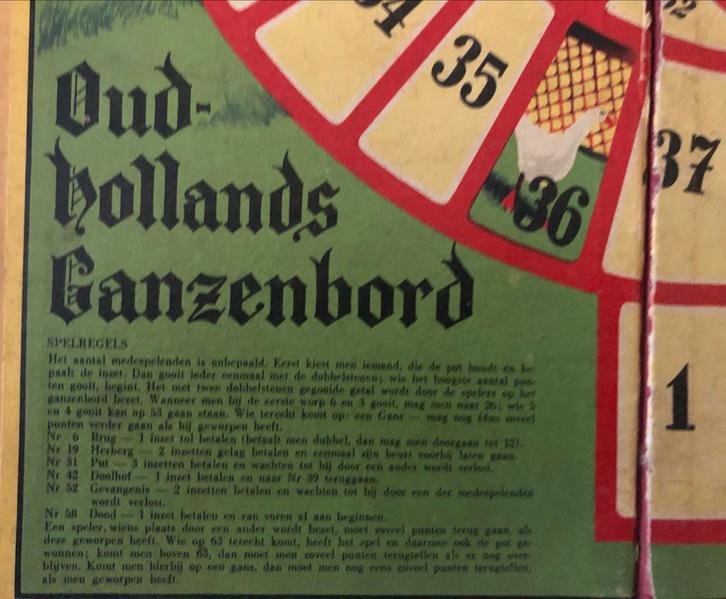 Oud-
hollands
Ganzenbord
34
35
36
37
1
SPELREGELS
Het aantal medespelenden is onbepaald. Eerst kiest men iemand, die de pot houdt en be-
paalt de inzet. Dan gooit ieder eenmaal met de dobbelstenen; wie het hoogste aantal pun-
ten gooit, begint. Het met twee dobbelstenen gegooide getal wordt door de spelers op het
ganzenbord bezet. Wanneer men bij de eerste worp 6 en 3 gooit, mag men naar 26; wie 5
en 4 gooit kan op 53 gaan staan. Wie terecht komt op: een Gans — mag nog ééns zoveel
punten verder gaan als hij geworpen heeft.
Nr 6 Brug — 1 inzet tol betalen (betaalt men dubbel, dan mag men doorgaan tot 12).
Nr 19 Herberg — 2 inzetten gelag betalen en eenmaal zijn beurt voorbij laten gaan.
Nr 31 Put — 3 inzetten betalen en wachten tot hij door een ander wordt verlost.
Nr 42 Doolhof — 1 inzet betalen en naar Nr 39 teruggaan.
Nr 52 Gevangenis — 2 inzetten betalen en wachten tot hij door een der medespelenden
wordt verlost.
Nr 58 Dood — 1 inzet betalen en van voren af aan beginnen.
Een speler, wiens plaats door een ander wordt bezet, moet zoveel punten terug gaan, als
deze geworpen heeft. Wie op 63 terecht komt, heeft het spel en daarmee ook de pot ge-
wonnen; komt men boven 63, dan moet men zoveel punten terugtellen als er nog over-
blijven. Komt men hierbij op een gans, dan moet men nog eens zoveel punten terugtellen,
als men geworpen heeft.